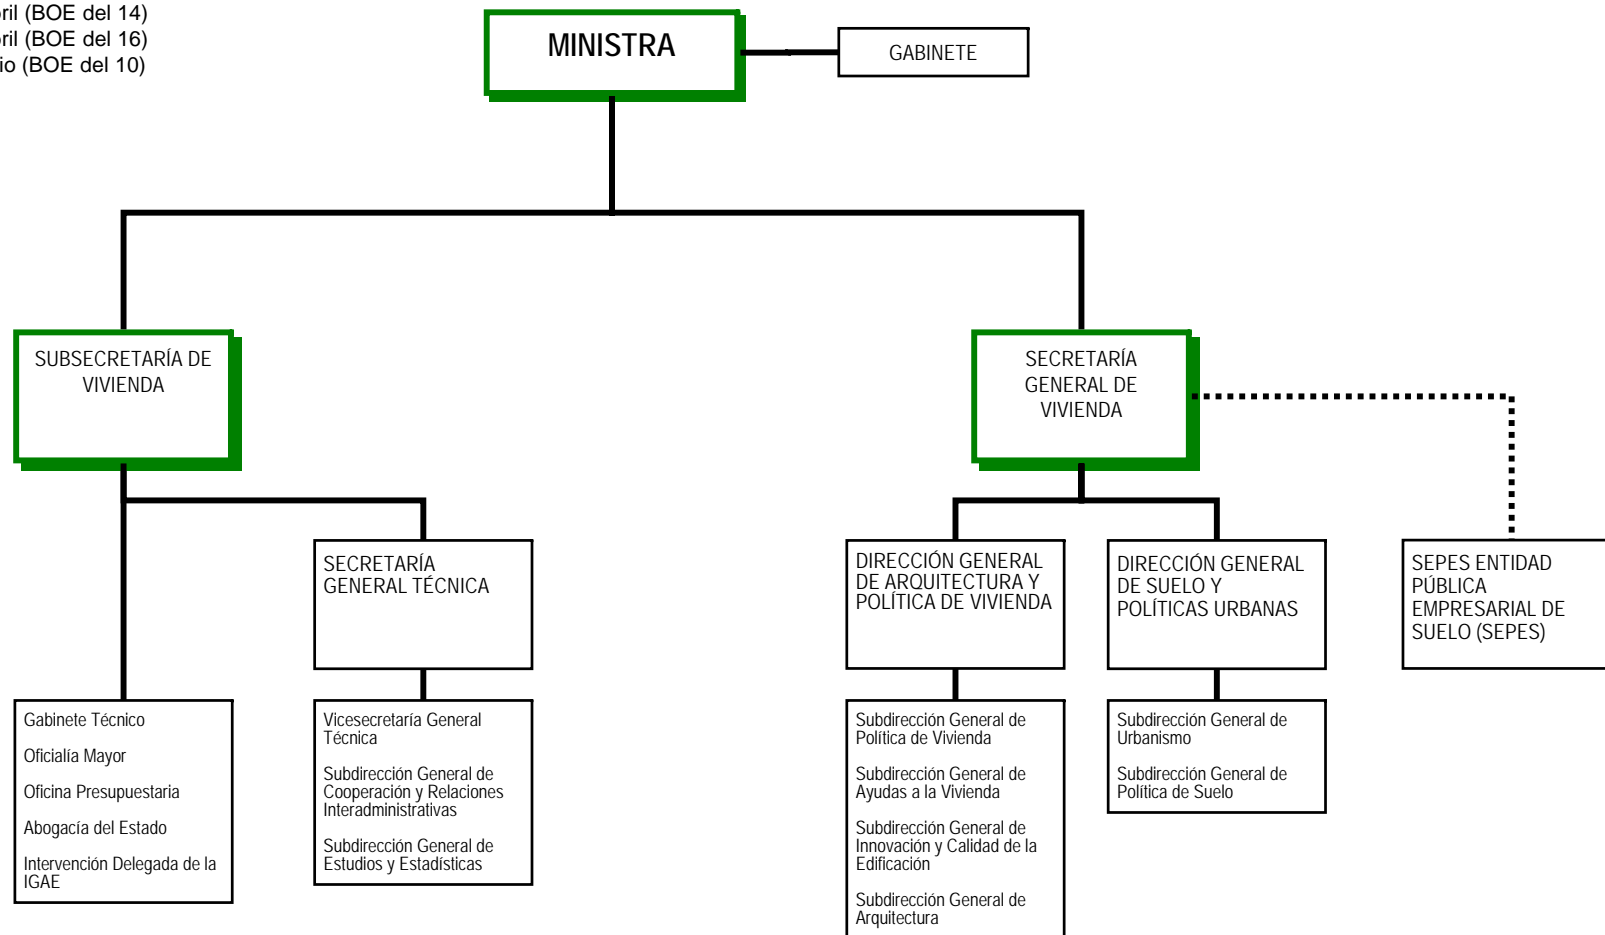 (BOE del 14)
(BOE del 16)
(BOE del 10)
MINISTRA
GABINETE
SUBSECRETARÍA DE
VIVIENDA
SECRETARÍA
GENERAL DE
VIVIENDA
SECRETARÍA
GENERAL TÉCNICA
DIRECCIÓN GENERAL
DE ARQUITECTURA Y
POLÍTICA DE VIVIENDA
DIRECCIÓN GENERAL
DE SUELO Y
POLÍTICAS URBANAS
SEPES ENTIDAD
PÚBLICA
EMPRESARIAL DE
SUELO (SEPES)
Gabinete Técnico
Oficialía Mayor
Oficina Presupuestaria
Abogacía del Estado
Intervención Delegada de la
IGAE
Vicesecretaría General
Técnica
Subdirección General de
Cooperación y Relaciones
Interadministrativas
Subdirección General de
Estudios y Estadísticas
Subdirección General de
Política de Vivienda
Subdirección General de
Ayudas a la Vivienda
Subdirección General de
Innovación y Calidad de la
Edificación
Subdirección General de
Arquitectura
Subdirección General de
Urbanismo
Subdirección General de
Política de Suelo